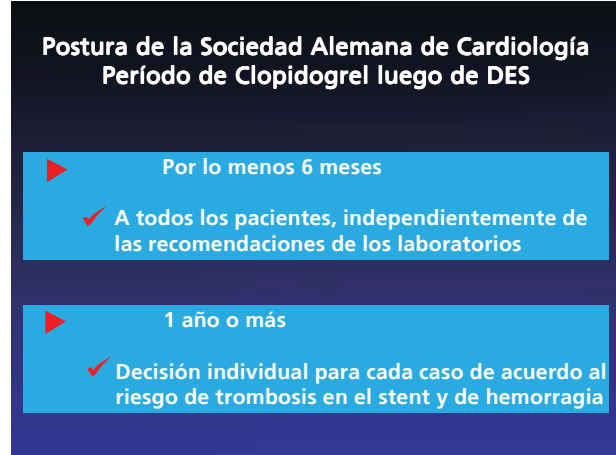 Postura de la Sociedad Alemana de Cardiología
Período de Clopidogrel luego de DES
Por lo menos 6 meses
A todos los pacientes, independientemente de
las recomendaciones de los laboratorios
1 año o más
Decisión individual para cada caso de acuerdo al
riesgo de trombosis en el stent y de hemorragia